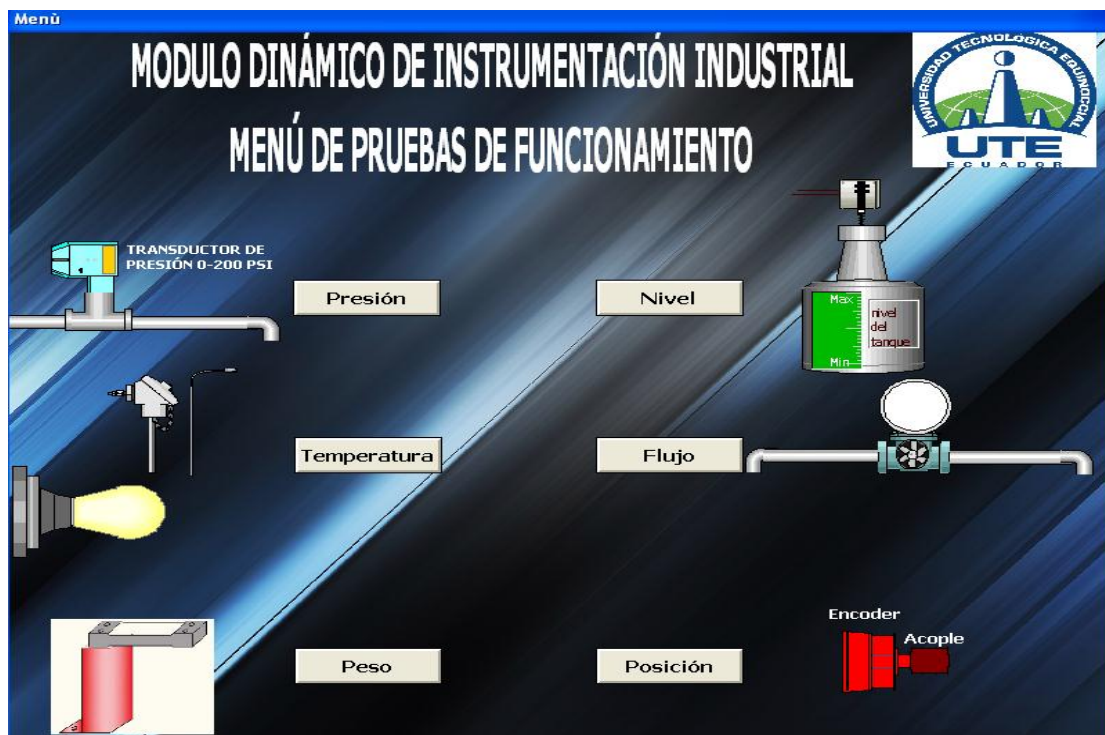 Menù
MODULO DINÁMICO DE INSTRUMENTACIÓN INDUSTRIAL
MENÚ DE PRUEBAS DE FUNCIONAMIENTO
UNIVERSIDAD TECNOLÓGICA EQUINOCCIAL
UTE
ECUADOR
TRANSDUCTOR DE
PRESIÓN 0-200 PSI
Presión
Nivel
Max
nivel
del
tanque
Min
Temperatura
Flujo
Encoder
Acople
Peso
Posición